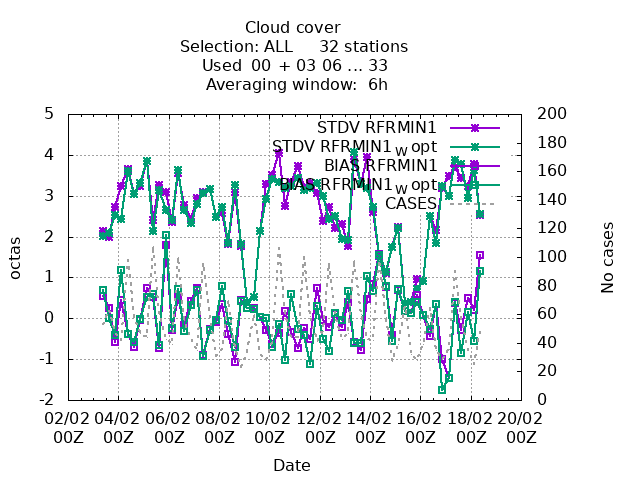 Cloud cover
Selection: ALL 32 stations
Used 00 + 03 06 ... 33
Averaging window: 6h
5 200
180
4 160
3 140
120
2 100
1 80
60
0 40
-1 20
-2 0
octas
No cases
STDV RFRMIN1
STDV RFRMIN1_w opt
BIAS RFRMIN1
BIAS RFRMIN1_w opt
CASES
02/02 04/02 06/02 08/02 10/02 12/02 14/02 16/02 18/02 20/02
00Z 00Z 00Z 00Z 00Z 00Z 00Z 00Z 00Z 00Z
Date